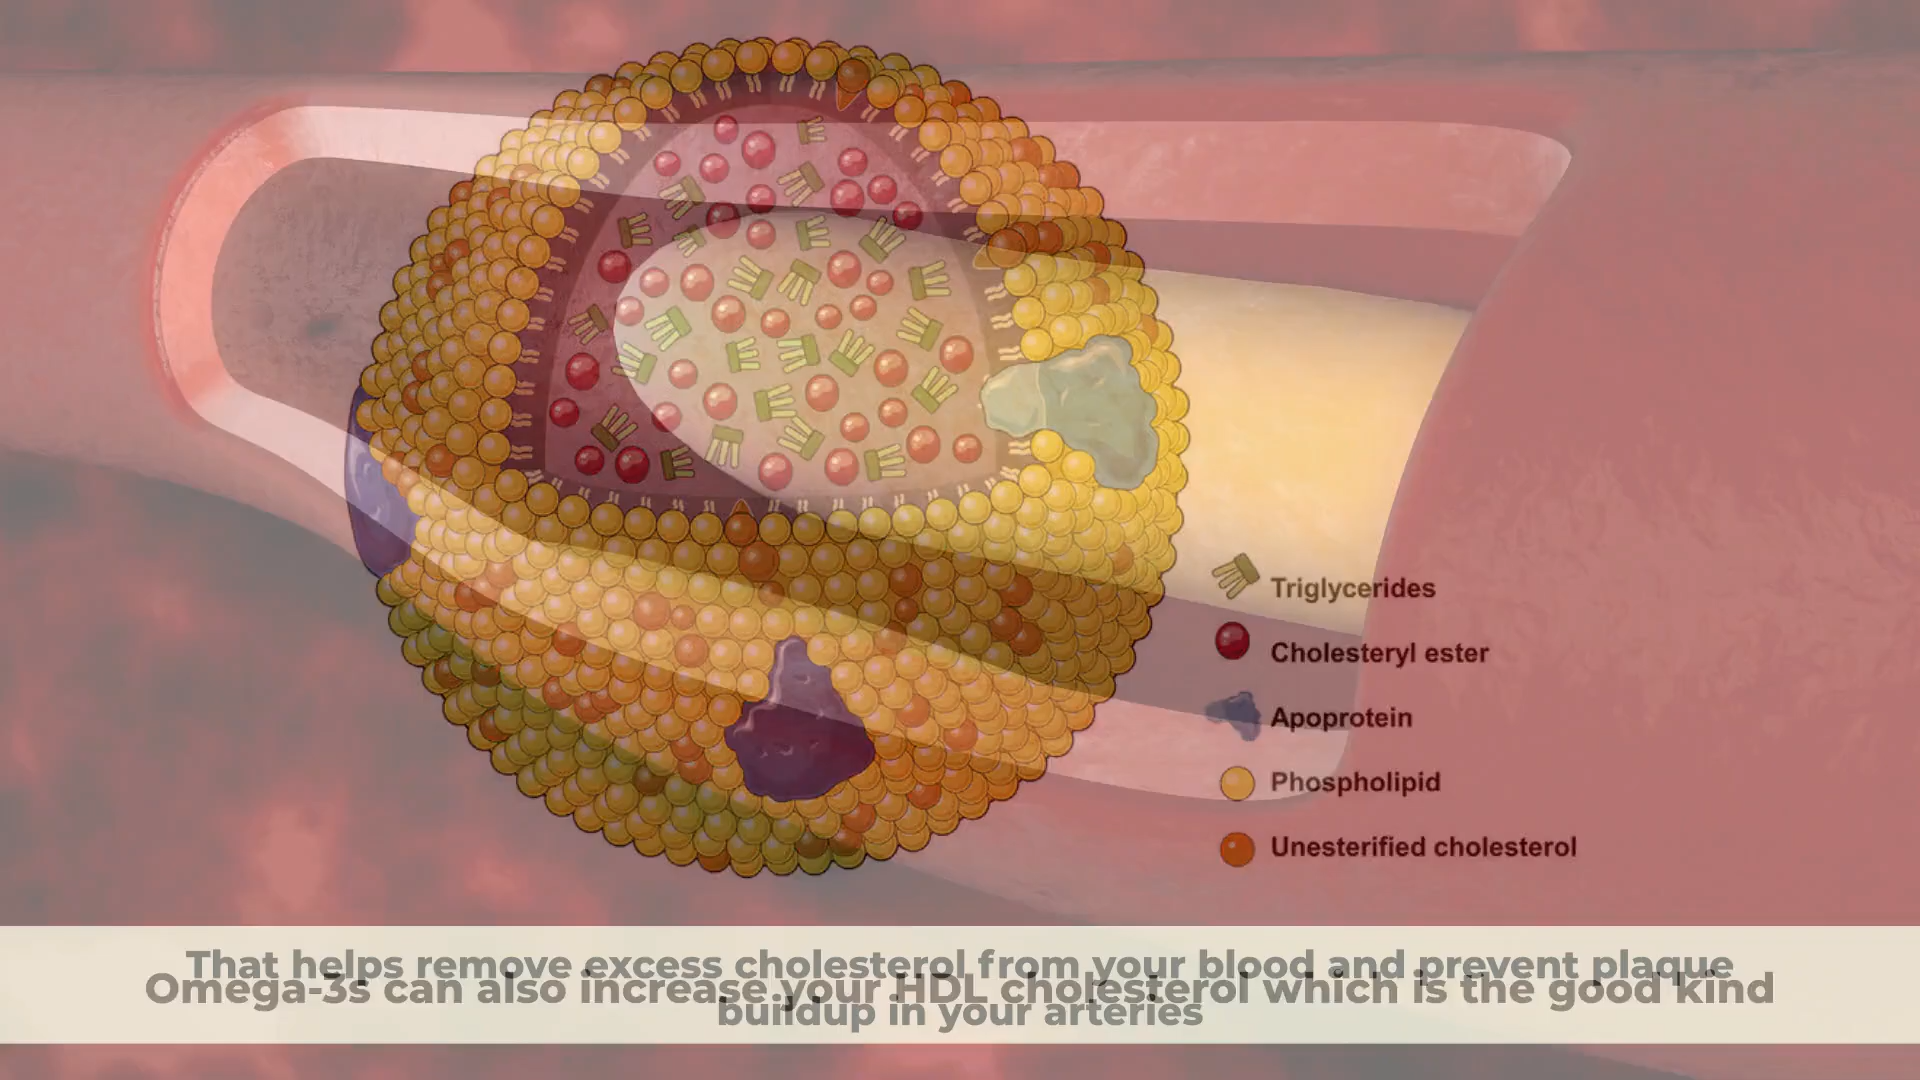 Triglycerides
Cholesteryl ester
Apoprotein
Phospholipid
Unesterified cholesterol
That helps remove excess cholesterol from your blood and prevent plaque
Omega-3s can also increase your HDL cholesterol which is the good kind
buildup in your arteries